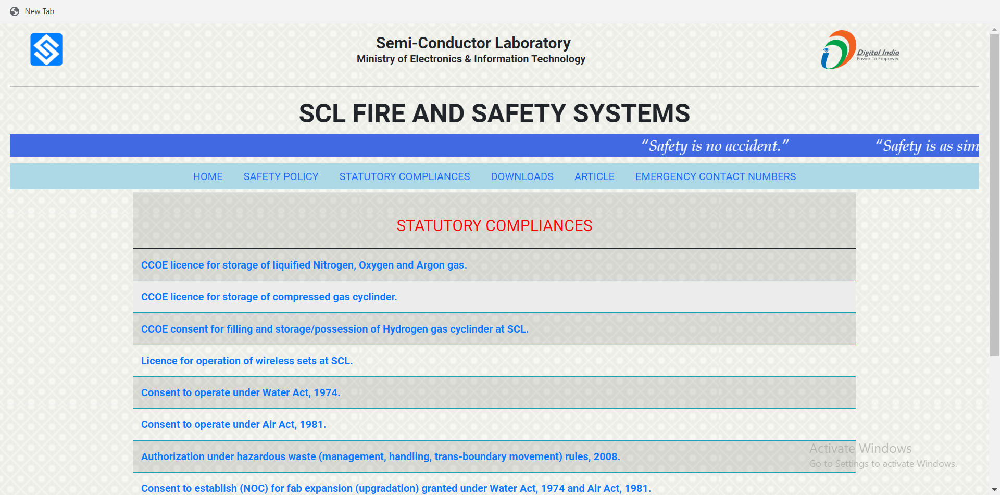 New Tab
Semi-Conductor Laboratory
Ministry of Electronics & Information Technology
Digital India
Power To Empower
SCL FIRE AND SAFETY SYSTEMS
“Safety is no accident.” “Safety is as sim
HOME SAFETY POLICY STATUTORY COMPLIANCES DOWNLOADS ARTICLE EMERGENCY CONTACT NUMBERS
STATUTORY COMPLIANCES
CCOE licence for storage of liquified Nitrogen, Oxygen and Argon gas.
CCOE licence for storage of compressed gas cyclinder.
CCOE consent for filling and storage/possession of Hydrogen gas cyclinder at SCL.
Licence for operation of wireless sets at SCL.
Consent to operate under Water Act, 1974.
Consent to operate under Air Act, 1981.
Authorization under hazardous waste (management, handling, trans-boundary movement) rules, 2008.
Activate Windows
Go to Settings to activate Windows.
Consent to establish (NOC) for fab expansion (upgradation) granted under Water Act, 1974 and Air Act, 1981.